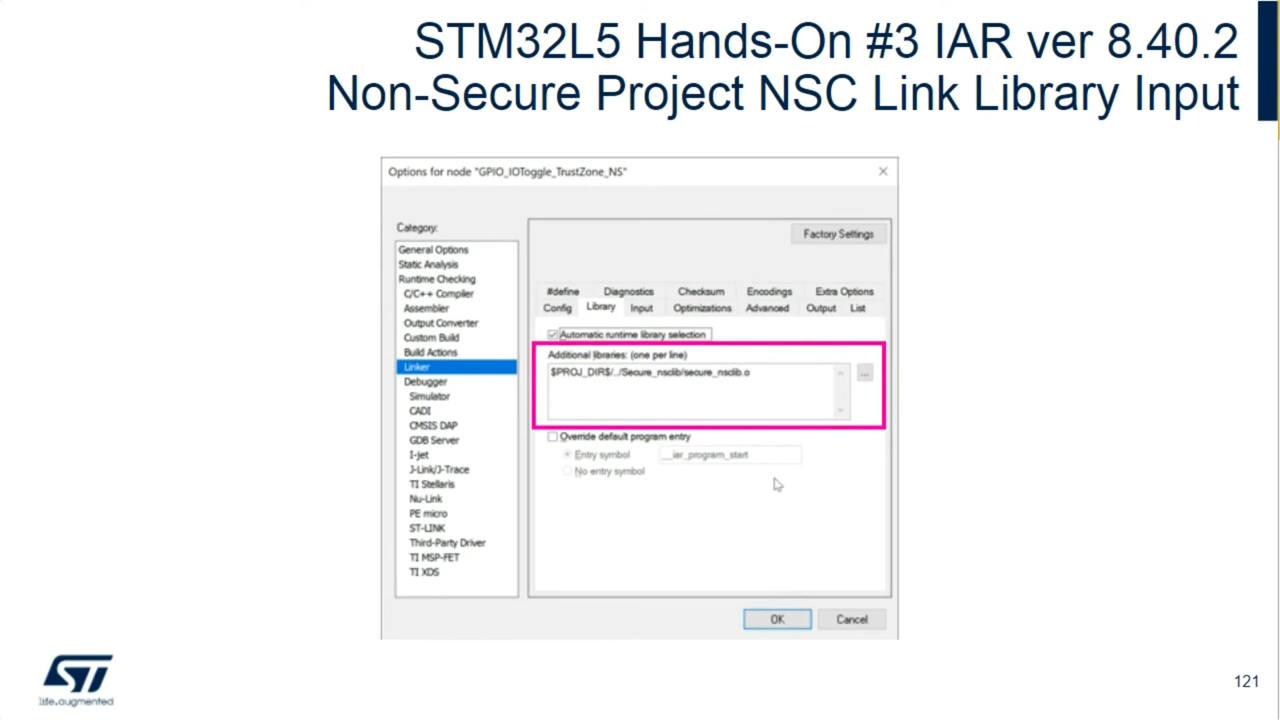 STM32L5 Hands-On #3 IAR ver 8.40.2
Non-Secure Project NSC Link Library Input
Options for node "GPIO_IOToggle_TrustZone_NS"
Category:
General Options
Static Analysis
Runtime Checking
C/C++ Compiler
Assembler
Output Converter
Custom Build
Build Actions
Linker
Debugger
Simulator
CADI
CMSIS DAP
GDB Server
I-jet
J-Link/J-Trace
TI Stellaris
Nu-Link
PE micro
ST-LINK
Third-Party Driver
TI MSP-FET
TI XDS
Factory Settings
#define Diagnostics Checksum Encodings Extra Options
Config Library Input Optimizations Advanced Output List
Automatic runtime library selection
Additional libraries: (one per line)
$PROJ_DIR$/../Secure_nsclib/secure_nsclib.o
...
Override default program entry
Entry symbol __iar_program_start
No entry symbol
OK Cancel
ST
life.augmented
121